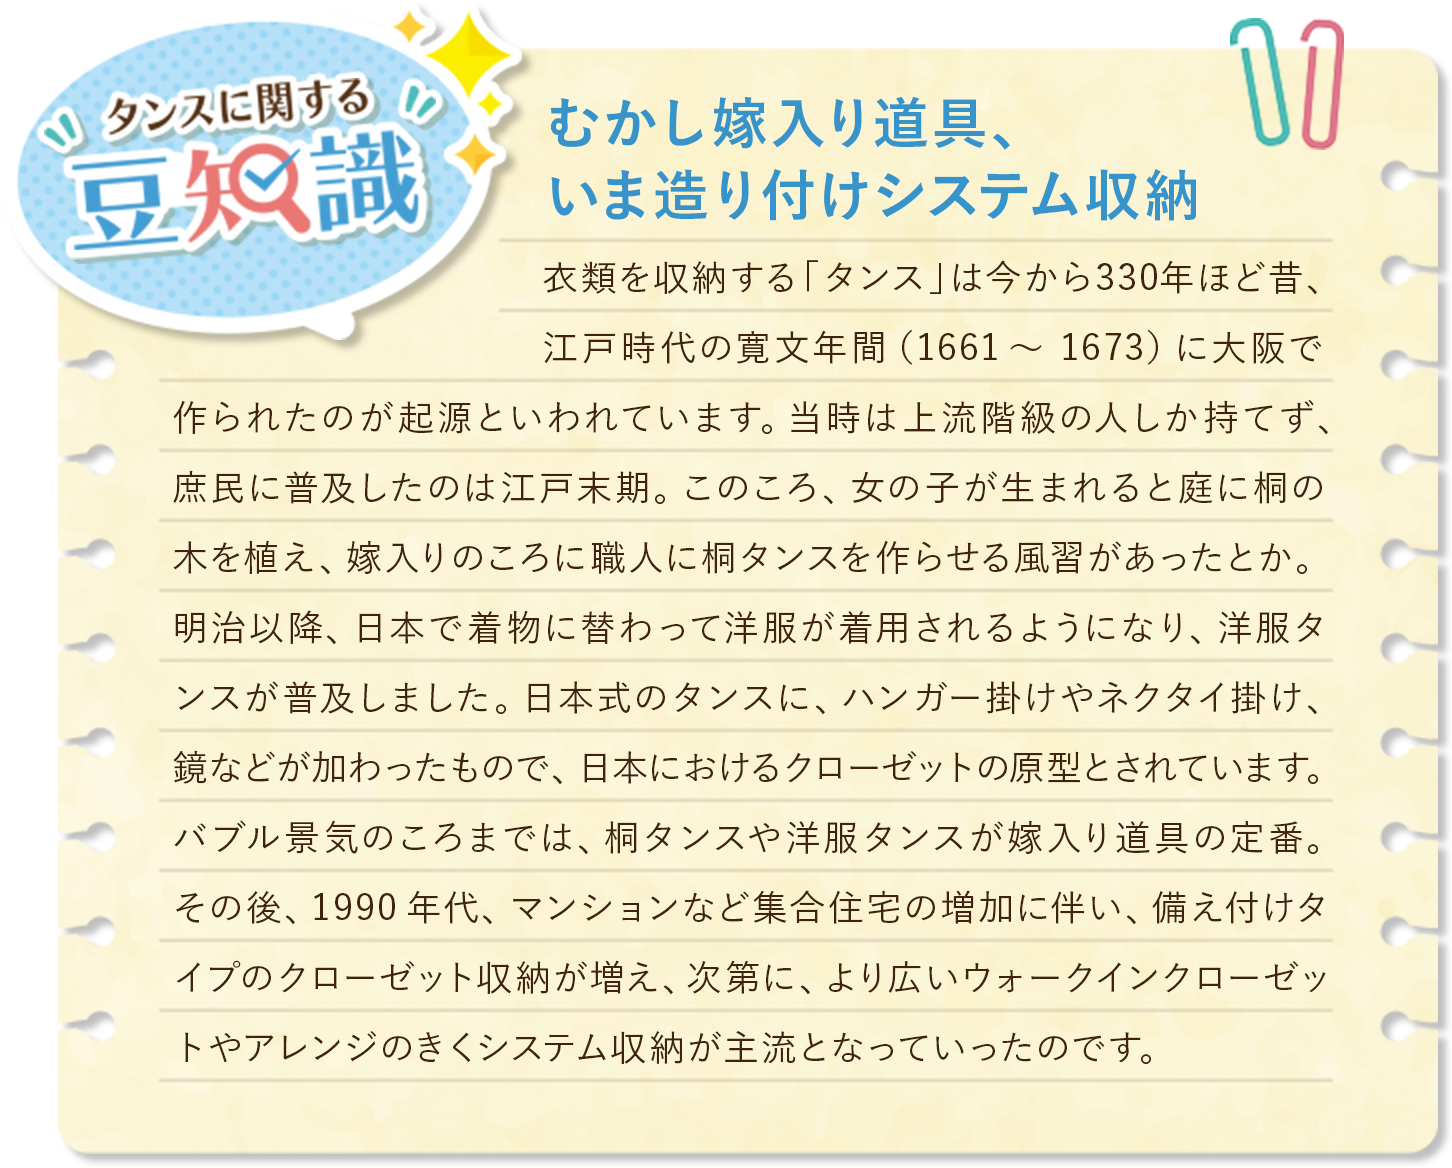 タンスに関する
豆知識
むかし嫁入り道具、
いま造り付けシステム収納
衣類を収納する「タンス」は今から330年ほど昔、
江戸時代の寛文年間（1661～1673）に大阪で
作られたのが起源といわれています。当時は上流階級の人しか持てず、
庶民に普及したのは江戸末期。このころ、女の子が生まれると庭に桐の
木を植え、嫁入りのころに職人に桐タンスを作らせる風習があったとか。
明治以降、日本で着物に替わって洋服が着用されるようになり、洋服タ
ンスが普及しました。日本式のタンスに、ハンガー掛けやネクタイ掛け、
鏡などが加わったもので、日本におけるクローゼットの原型とされています。
バブル景気のころまでは、桐タンスや洋服タンスが嫁入り道具の定番。
その後、1990年代、マンションなど集合住宅の増加に伴い、備え付けタ
イプのクローゼット収納が増え、次第に、より広いウォークインクローゼッ
トやアレンジのきくシステム収納が主流となっていったのです。